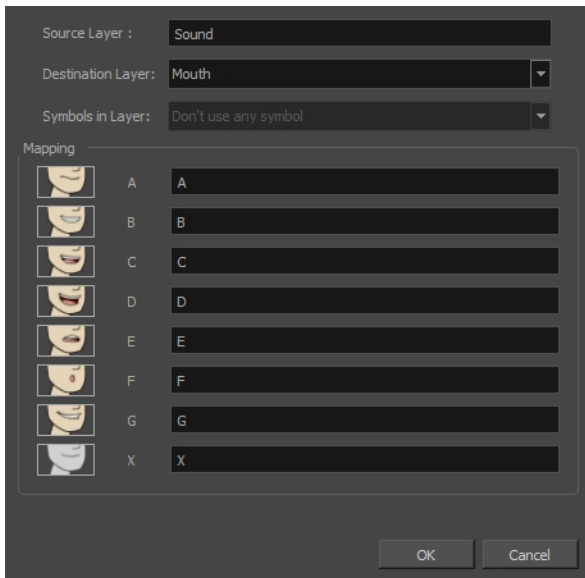 Source Layer : Sound
Destination Layer: Mouth
Symbols in Layer: Don't use any symbol
Mapping
A A
B B
C C
D D
E E
F F
G G
X X
OK Cancel